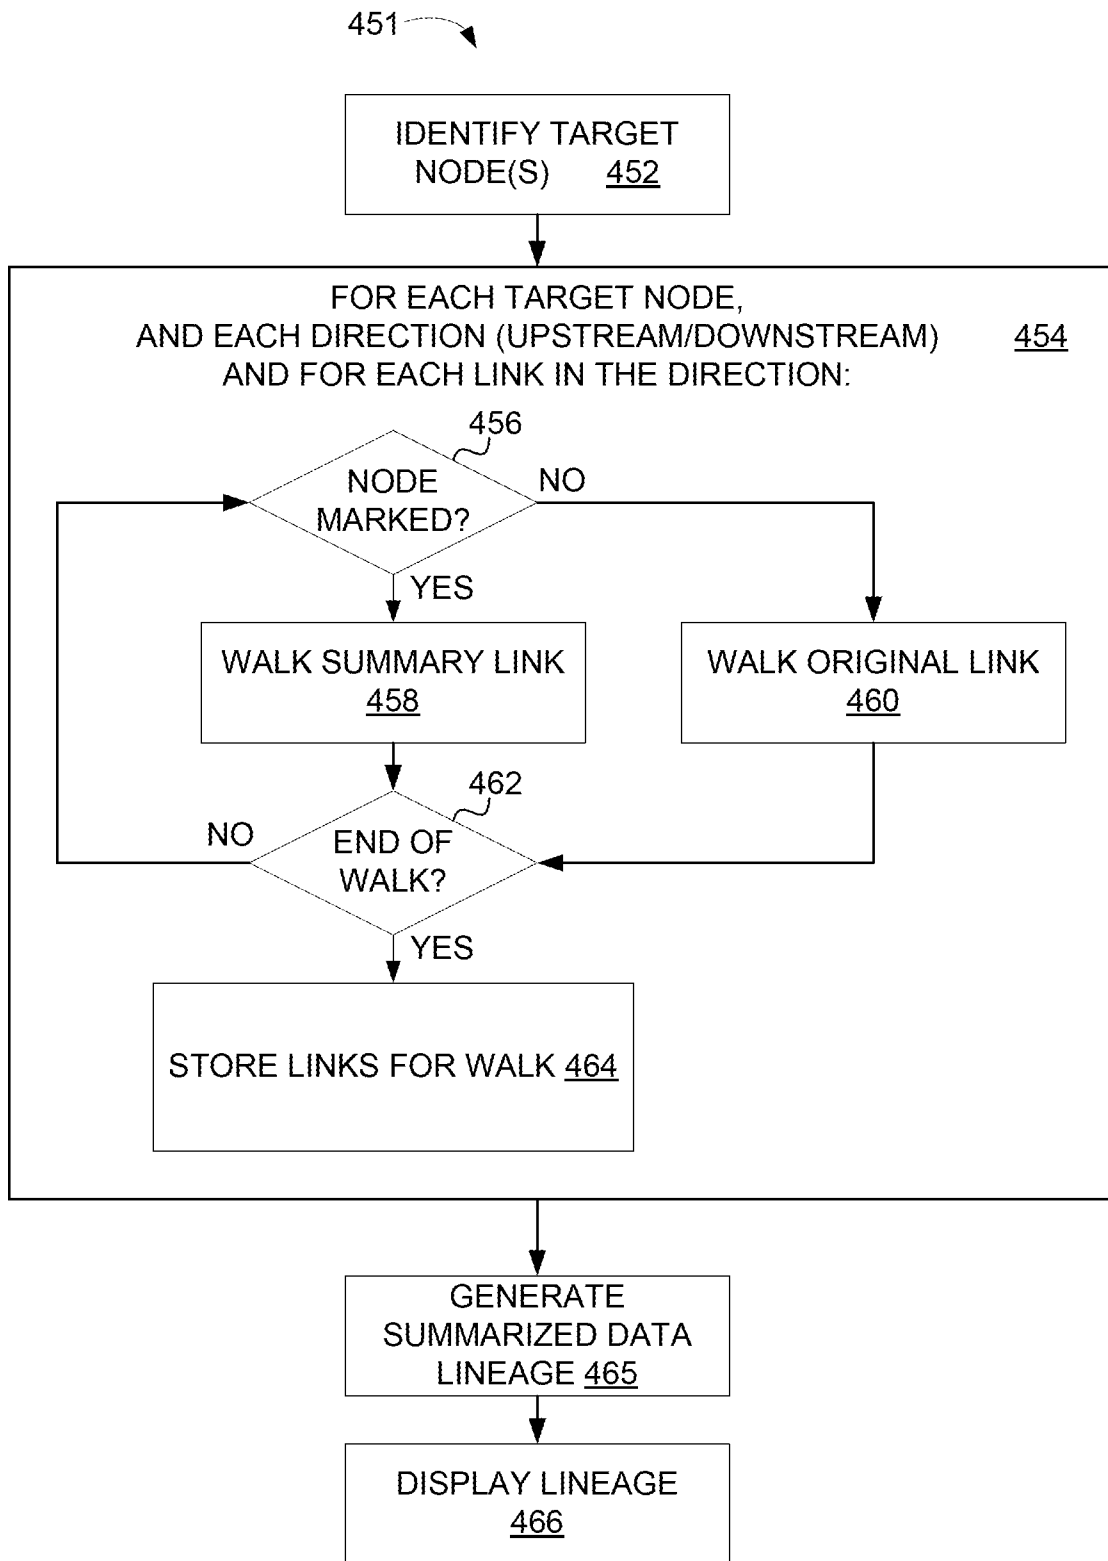 451
IDENTIFY TARGET
NODE(S) 452
FOR EACH TARGET NODE,
AND EACH DIRECTION (UPSTREAM/DOWNSTREAM) 454
AND FOR EACH LINK IN THE DIRECTION:
456
NODE
MARKED?
NO
YES
WALK SUMMARY LINK
458
WALK ORIGINAL LINK
460
462
NO
END OF
WALK?
YES
STORE LINKS FOR WALK 464
GENERATE
SUMMARIZED DATA
LINEAGE 465
DISPLAY LINEAGE
466